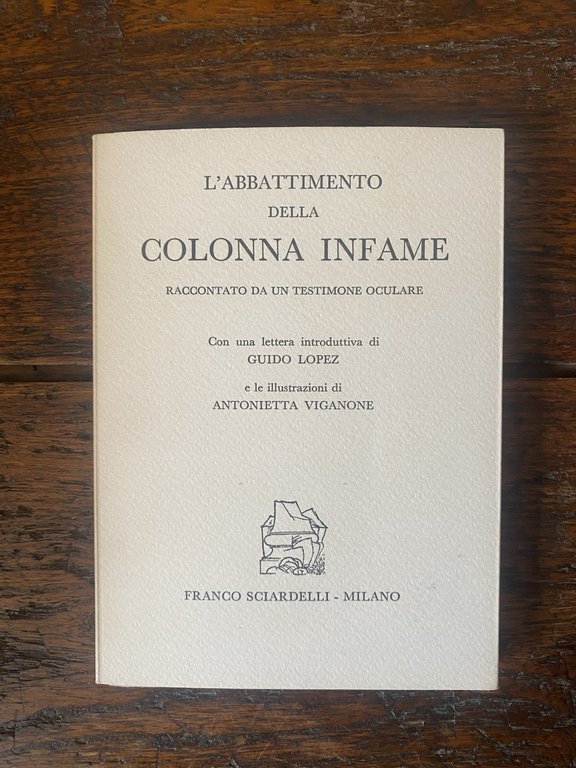 L'ABBATTIMENTO
DELLA
COLONNA INFAME
RACCONTATO DA UN TESTIMONE OCULARE
Con una lettera introduttiva di
GUIDO LOPEZ
e le illustrazioni di
ANTONIETTA VIGANONE
FRANCO SCIARDELLI - MILANO